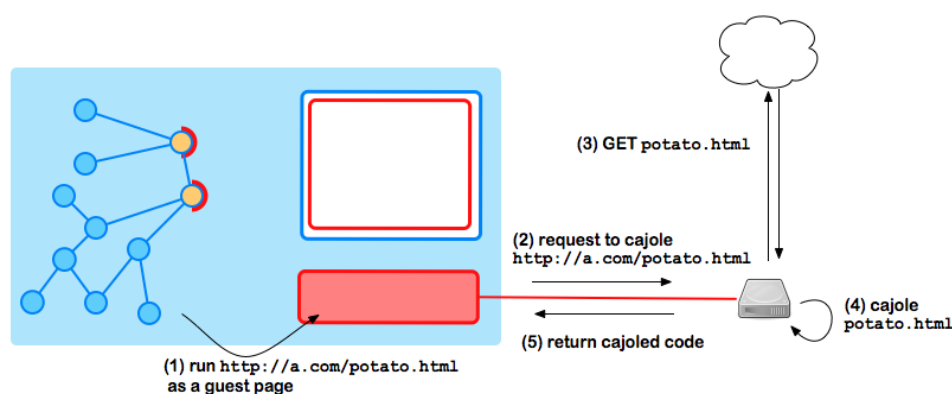 (3) GET potato.html
(2) request to cajole
http://a.com/potato.html
(4) cajole
potato.html
(5) return cajoled code
(1) run http://a.com/potato.html
as a guest page